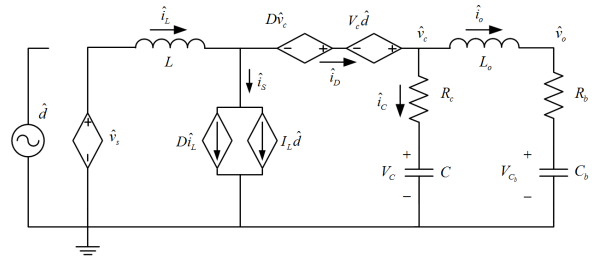 î_L
Dv̂_c
V_c d̂
v̂_c
î_o
v̂_o
L
î_D
L_o
d̂
v̂_s
î_S
î_C
R_c
R_b
Dî_L
I_L d̂
V_C
C
V_{C_b}
C_b
+
−
+
−
+
−
+
−
+
−